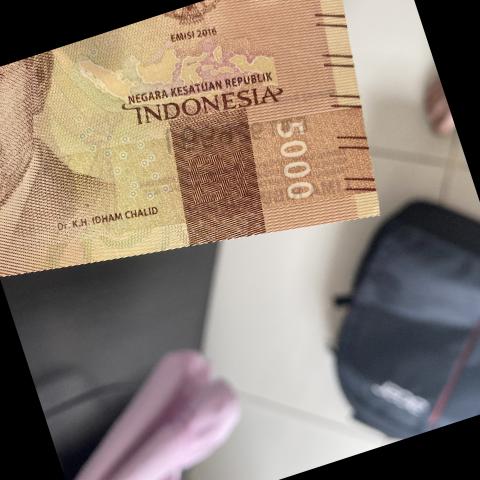 EMISI 2016
NEGARA KESATUAN REPUBLIK
INDONESIA
5000
Dr. K.H. IDHAM CHALID